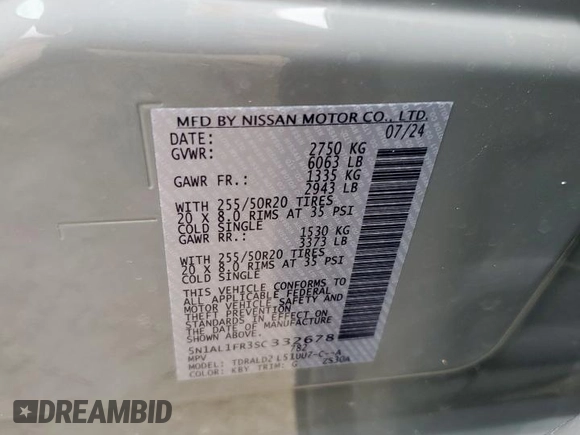 MFD BY NISSAN MOTOR CO., LTD.
DATE: 07/24
GVWR: 2750 KG
6063 LB
GAWR FR.: 1335 KG
2943 LB
WITH 255/50R20 TIRES
20 X 8.0 RIMS AT 35 PSI
COLD SINGLE
GAWR RR.: 1530 KG
3373 LB
WITH 255/50R20 TIRES
20 X 8.0 RIMS AT 35 PSI
COLD SINGLE
THIS VEHICLE CONFORMS TO
ALL APPLICABLE FEDERAL
MOTOR VEHICLE SAFETY AND
THEFT PREVENTION
STANDARDS IN EFFECT ON
THE DATE OF MANUFACTURE
5N1AL1FR3SC332678
MPV
MODEL:
COLOR: KBY TRIM: G
DREAMBID